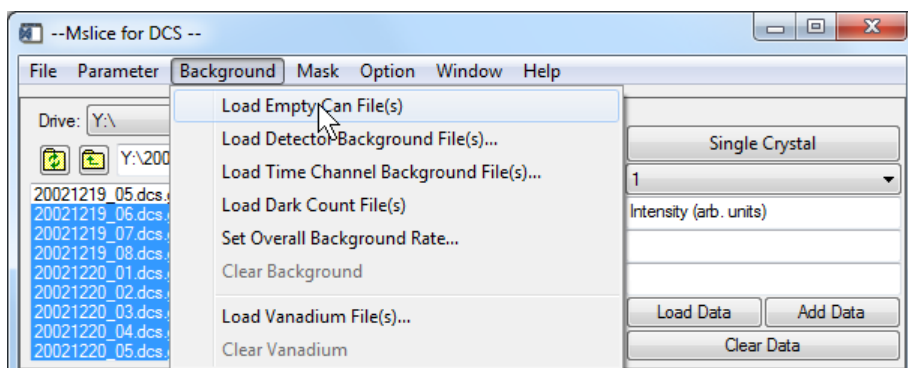 --Mslice for DCS --
File Parameter Background Mask Option Window Help
Drive: Y:\
Y:\200
20021219_05.dcs.
20021219_06.dcs.
20021219_07.dcs.
20021219_08.dcs.
20021220_01.dcs.
20021220_02.dcs.
20021220_03.dcs.
20021220_04.dcs.
20021220_05.dcs.
Load Empty Can File(s)
Load Detector Background File(s)...
Load Time Channel Background File(s)...
Load Dark Count File(s)
Set Overall Background Rate...
Clear Background
Load Vanadium File(s)...
Clear Vanadium
Single Crystal
1
Intensity (arb. units)
Load Data Add Data
Clear Data